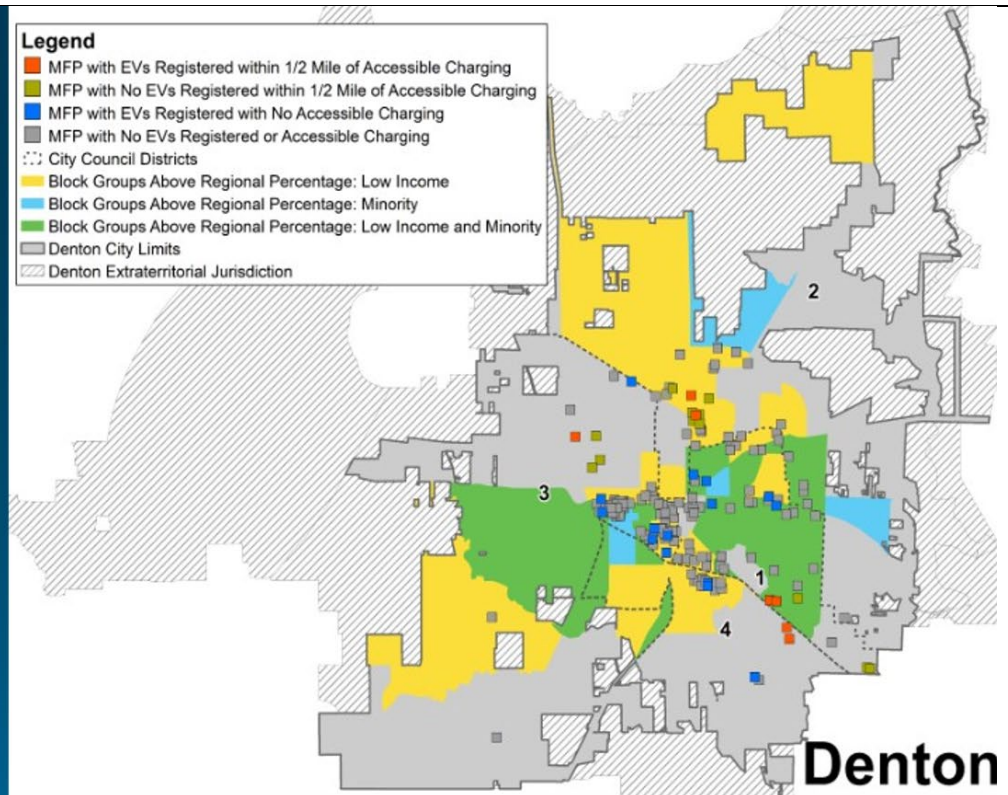 Legend
MFP with EVs Registered within 1/2 Mile of Accessible Charging
MFP with No EVs Registered within 1/2 Mile of Accessible Charging
MFP with EVs Registered with No Accessible Charging
MFP with No EVs Registered or Accessible Charging
City Council Districts
Block Groups Above Regional Percentage: Low Income
Block Groups Above Regional Percentage: Minority
Block Groups Above Regional Percentage: Low Income and Minority
Denton City Limits
Denton Extraterritorial Jurisdiction
2
3
1
4
Denton